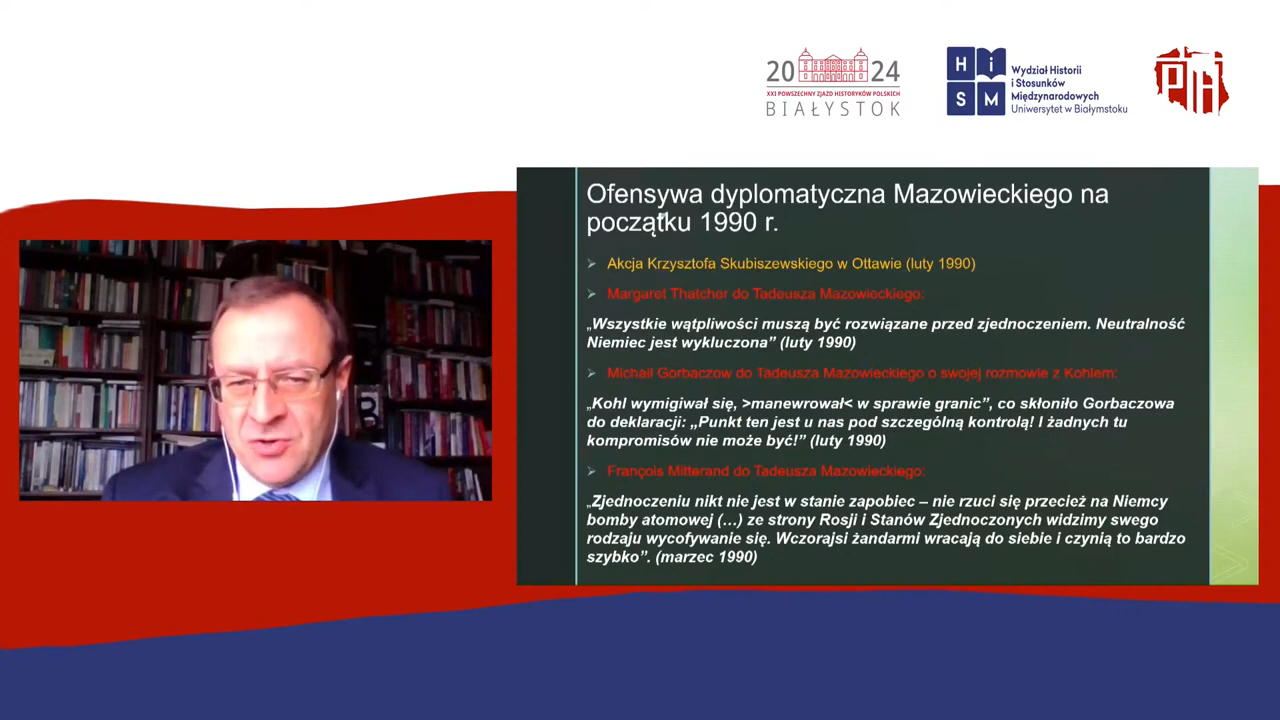 20 24
XXI POWSZECHNY ZJAZD HISTORYKÓW POLSKICH
BIAŁYSTOK
H i
S M
Wydział Historii
i Stosunków
Międzynarodowych
Uniwersytet w Białymstoku
PTH
Ofensywa dyplomatyczna Mazowieckiego na
początku 1990 r.
➢ Akcja Krzysztofa Skubiszewskiego w Ottawie (luty 1990)
➢ Margaret Thatcher do Tadeusza Mazowieckiego:
„Wszystkie wątpliwości muszą być rozwiązane przed zjednoczeniem. Neutralność
Niemiec jest wykluczona” (luty 1990)
➢ Michaił Gorbaczow do Tadeusza Mazowieckiego o swojej rozmowie z Kohlem:
„Kohl wymigiwał się, >manewrował< w sprawie granic”, co skłoniło Gorbaczowa
do deklaracji: „Punkt ten jest u nas pod szczególną kontrolą! I żadnych tu
kompromisów nie może być!” (luty 1990)
➢ François Mitterand do Tadeusza Mazowieckiego:
„Zjednoczeniu nikt nie jest w stanie zapobiec – nie rzuci się przecież na Niemcy
bomby atomowej (…) ze strony Rosji i Stanów Zjednoczonych widzimy swego
rodzaju wycofywanie się. Wczorajsi żandarmi wracają do siebie i czynią to bardzo
szybko”. (marzec 1990)